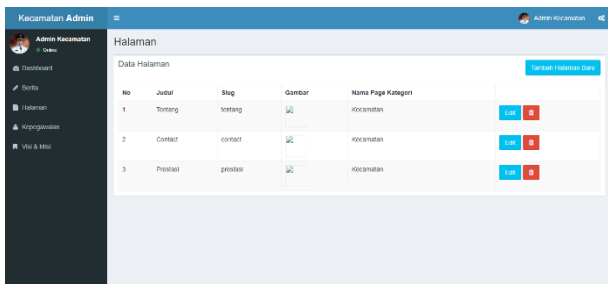 Kecamatan Admin
Admin Kecamatan
Admin Kecamatan
Online
Dashboard
Berita
Halaman
Kepegawaian
Visi & Misi
Halaman
Data Halaman
Tambah Halaman Baru
No Judul Slug Gambar Nama Page Kategori
1 Tentang tentang Kecamatan Edit
2 Contact contact Kecamatan Edit
3 Prestasi prestasi Kecamatan Edit